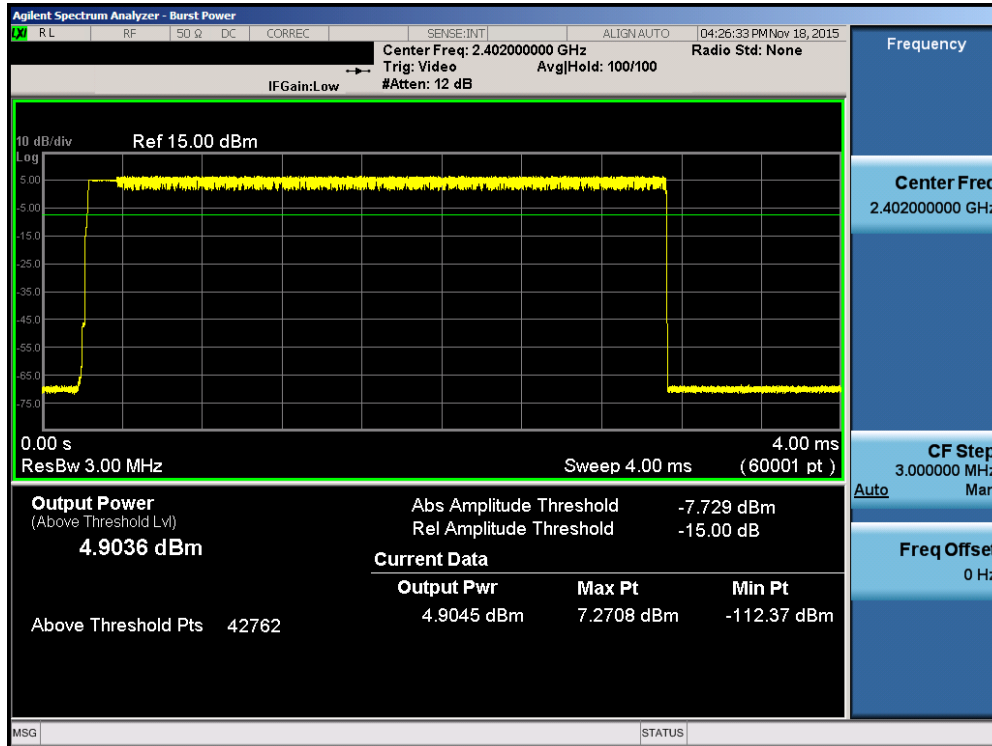 Agilent Spectrum Analyzer - Burst Power
LXI RL RF 50 Ω DC CORREC SENSE:INT ALIGN AUTO 04:26:33 PM Nov 18, 2015
Center Freq: 2.402000000 GHz Radio Std: None
Trig: Video Avg|Hold: 100/100
IFGain:Low #Atten: 12 dB
10 dB/div Ref 15.00 dBm
Log
5.00
-5.00
-15.0
-25.0
-35.0
-45.0
-55.0
-65.0
-75.0
0.00 s 4.00 ms
ResBw 3.00 MHz Sweep 4.00 ms (60001 pt)
Output Power
(Above Threshold Lvl)
4.9036 dBm
Above Threshold Pts 42762
Abs Amplitude Threshold -7.729 dBm
Rel Amplitude Threshold -15.00 dB
Current Data
Output Pwr Max Pt Min Pt
4.9045 dBm 7.2708 dBm -112.37 dBm
Frequency
Center Freq
2.402000000 GHz
CF Step
3.000000 MHz
Auto Man
Freq Offset
0 Hz
MSG STATUS